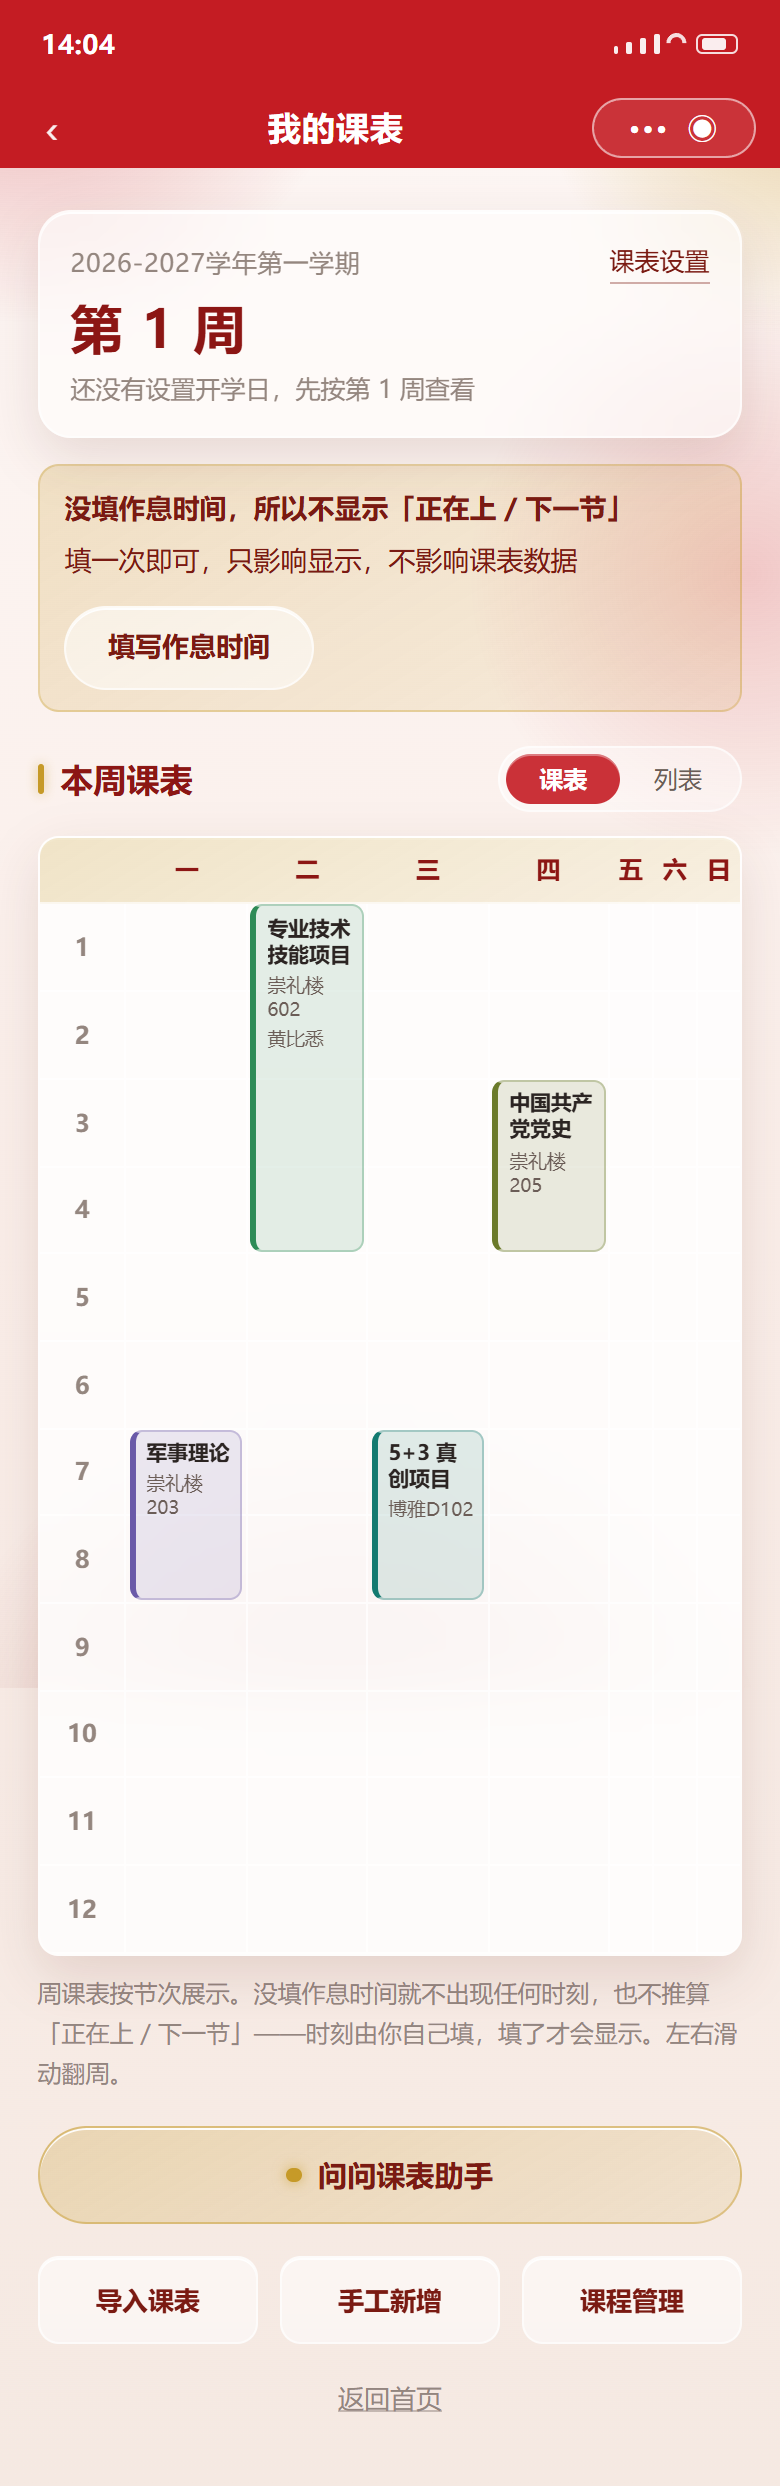 14:04
我的课表
2026-2027学年第一学期
课表设置
第 1 周
还没有设置开学日，先按第 1 周查看
没填作息时间，所以不显示「正在上 / 下一节」
填一次即可，只影响显示，不影响课表数据
填写作息时间
本周课表
课表
列表
一 二 三 四 五 六 日
1
专业技术
技能项目
崇礼楼
602
黄比悉
2
3
中国共产
党党史
崇礼楼
205
4
5
6
7
军事理论
崇礼楼
203
5+3 真
创项目
博雅D102
8
9
10
11
12
周课表按节次展示。没填作息时间就不出现任何时刻，也不推算
「正在上 / 下一节」——时刻由你自己填，填了才会显示。左右滑
动翻周。
问问课表助手
导入课表
手工新增
课程管理
返回首页